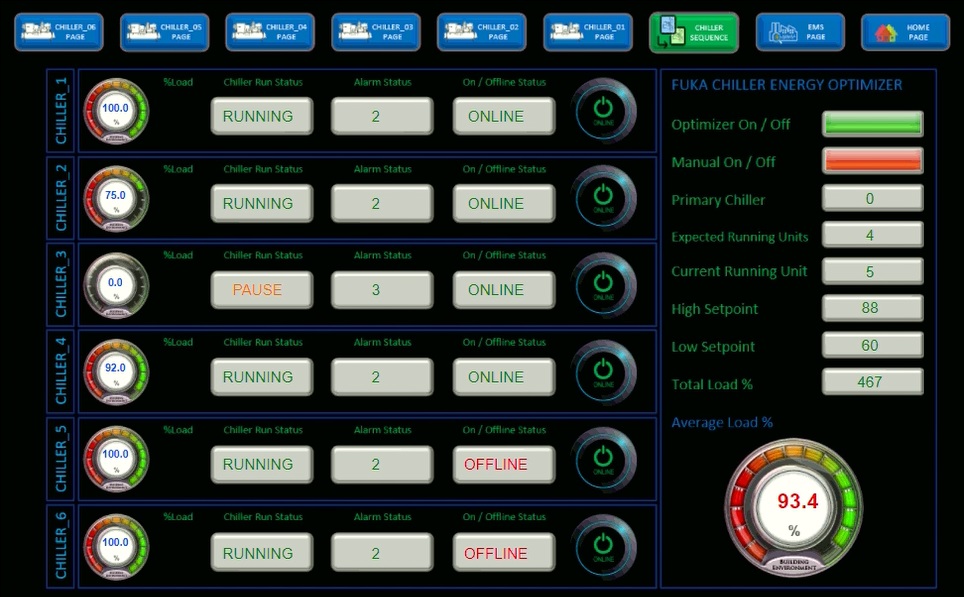 CHILLER_06
PAGE
CHILLER_05
PAGE
CHILLER_04
PAGE
CHILLER_03
PAGE
CHILLER_02
PAGE
CHILLER_01
PAGE
CHILLER
SEQUENCE
EMS
PAGE
HOME
PAGE
CHILLER_1
%Load
Chiller Run Status
Alarm Status
On / Offline Status
100.0
%
RUNNING
2
ONLINE
ONLINE
CHILLER_2
%Load
Chiller Run Status
Alarm Status
On / Offline Status
75.0
%
RUNNING
2
ONLINE
ONLINE
CHILLER_3
%Load
Chiller Run Status
Alarm Status
On / Offline Status
0.0
%
PAUSE
3
ONLINE
ONLINE
CHILLER_4
%Load
Chiller Run Status
Alarm Status
On / Offline Status
92.0
%
RUNNING
2
ONLINE
ONLINE
CHILLER_5
%Load
Chiller Run Status
Alarm Status
On / Offline Status
100.0
%
RUNNING
2
OFFLINE
ONLINE
CHILLER_6
%Load
Chiller Run Status
Alarm Status
On / Offline Status
100.0
%
RUNNING
2
OFFLINE
ONLINE
FUKA CHILLER ENERGY OPTIMIZER
Optimizer On / Off
Manual On / Off
Primary Chiller
0
Expected Running Units
4
Current Running Unit
5
High Setpoint
88
Low Setpoint
60
Total Load %
467
Average Load %
93.4
%
BUILDING
ENVIRONMENT